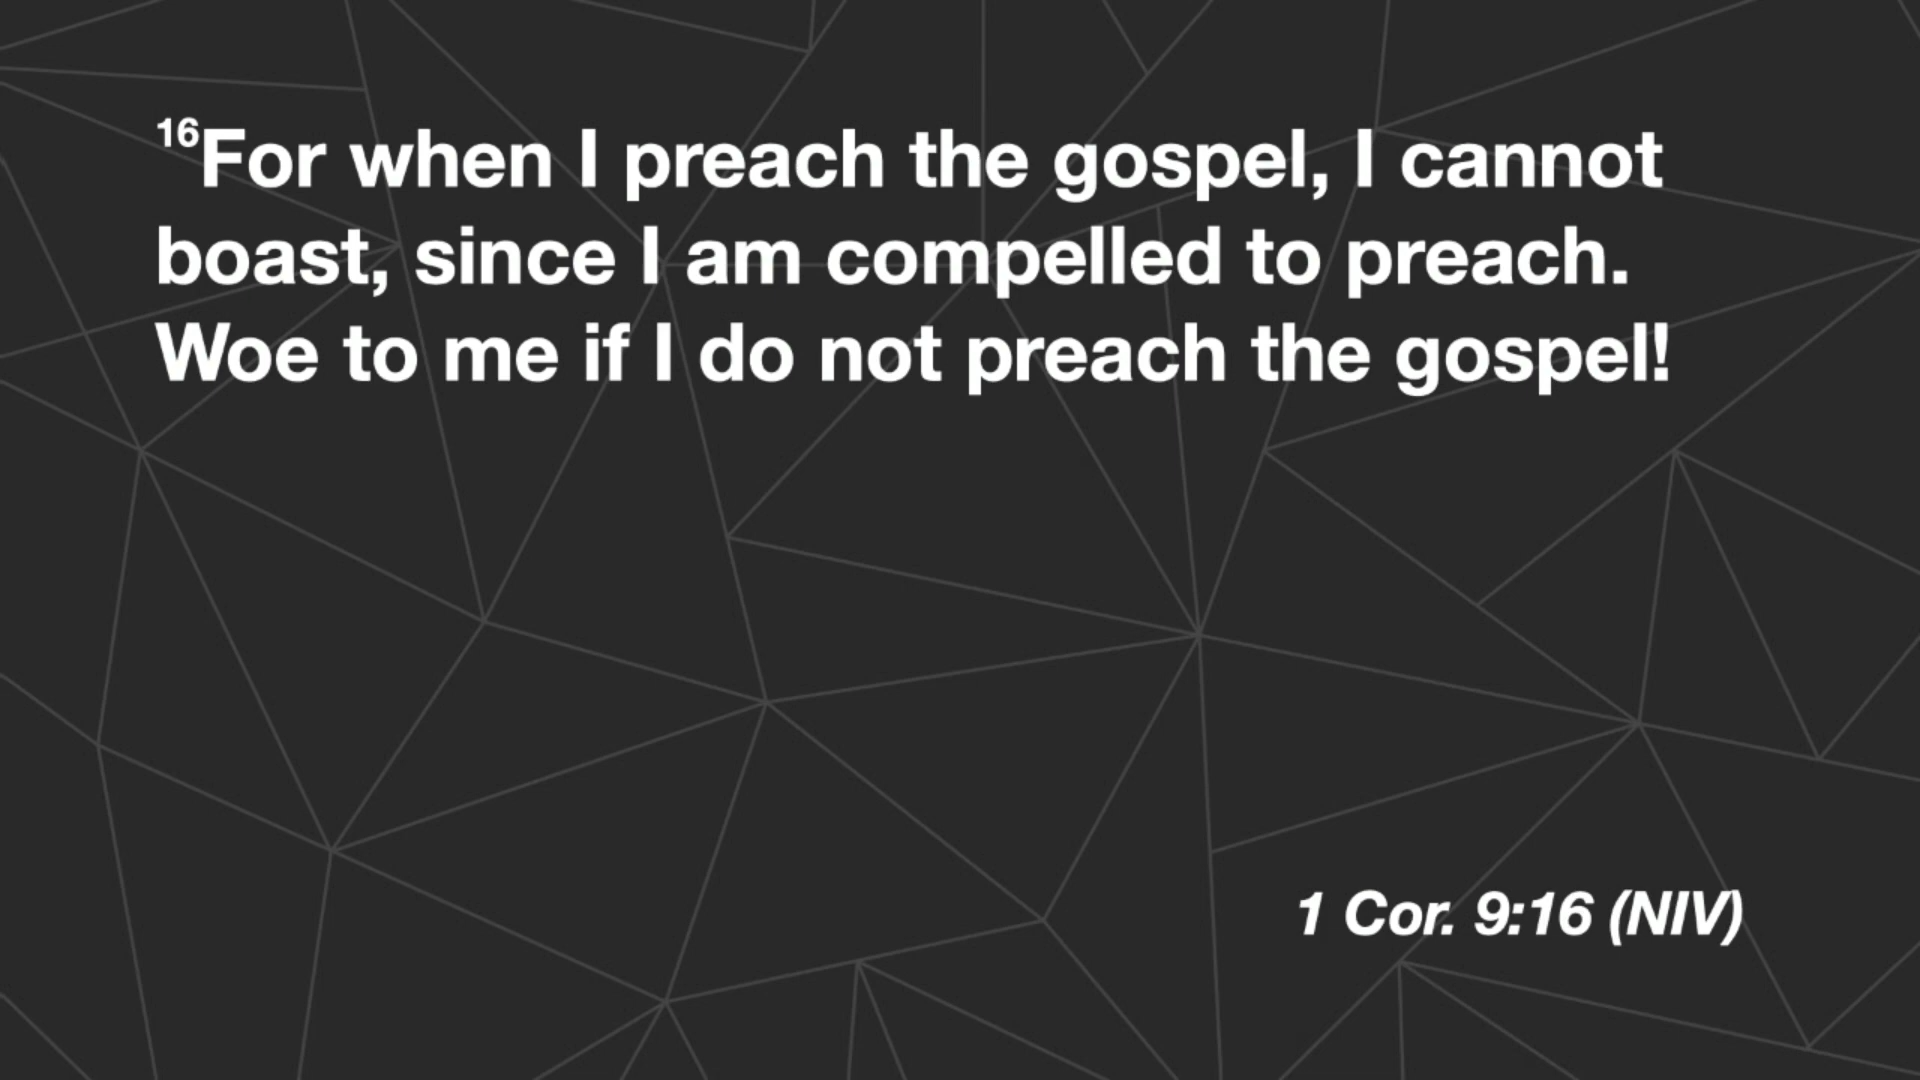 16For when I preach the gospel, I cannot
boast, since I am compelled to preach.
Woe to me if I do not preach the gospel!
1 Cor. 9:16 (NIV)